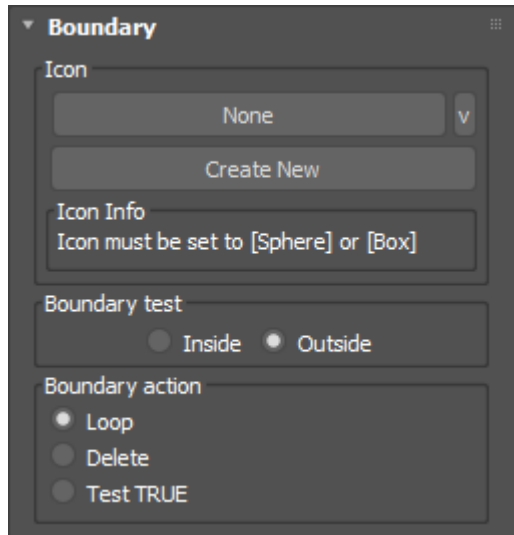 Boundary
Icon
None
v
Create New
Icon Info
Icon must be set to [Sphere] or [Box]
Boundary test
Inside Outside
Boundary action
Loop
Delete
Test TRUE